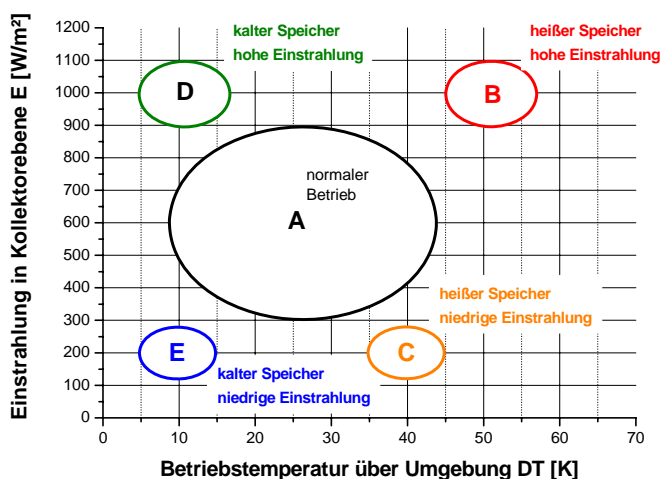 kalter Speicher
hohe Einstrahlung
heißer Speicher
hohe Einstrahlung
Einstrahlung in Kollektorebene E [W/m²]
1200
1100
1000
900
800
700
600
500
400
300
200
100
0
D
B
normaler
Betrieb
A
heißer Speicher
niedrige Einstrahlung
E
C
kalter Speicher
niedrige Einstrahlung
0 10 20 30 40 50 60 70
Betriebstemperatur über Umgebung DT [K]